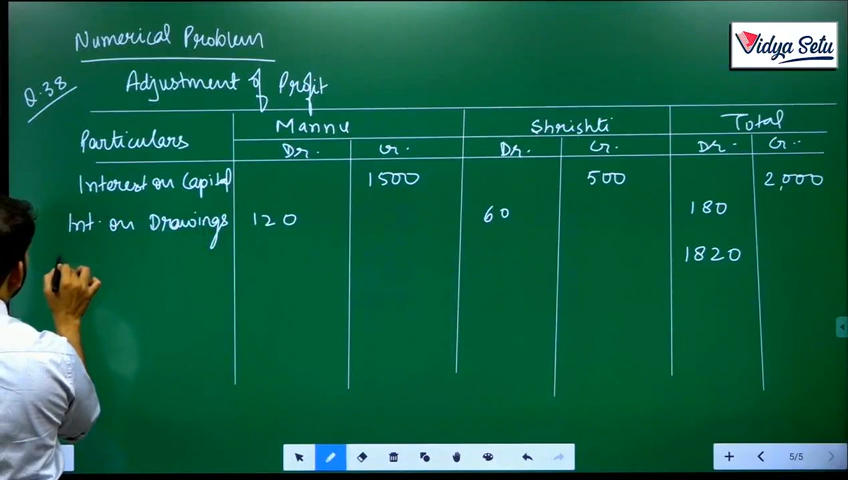 Numerical Problem
Vidya Setu
Q.38
Adjustment of Profit
Particulars Mannu Shrishti Total
Dr. Cr. Dr. Cr. Dr. Cr.
Interest on Capital 1500 500 2,000
Int. on Drawings 120 60 180
1820
5/5